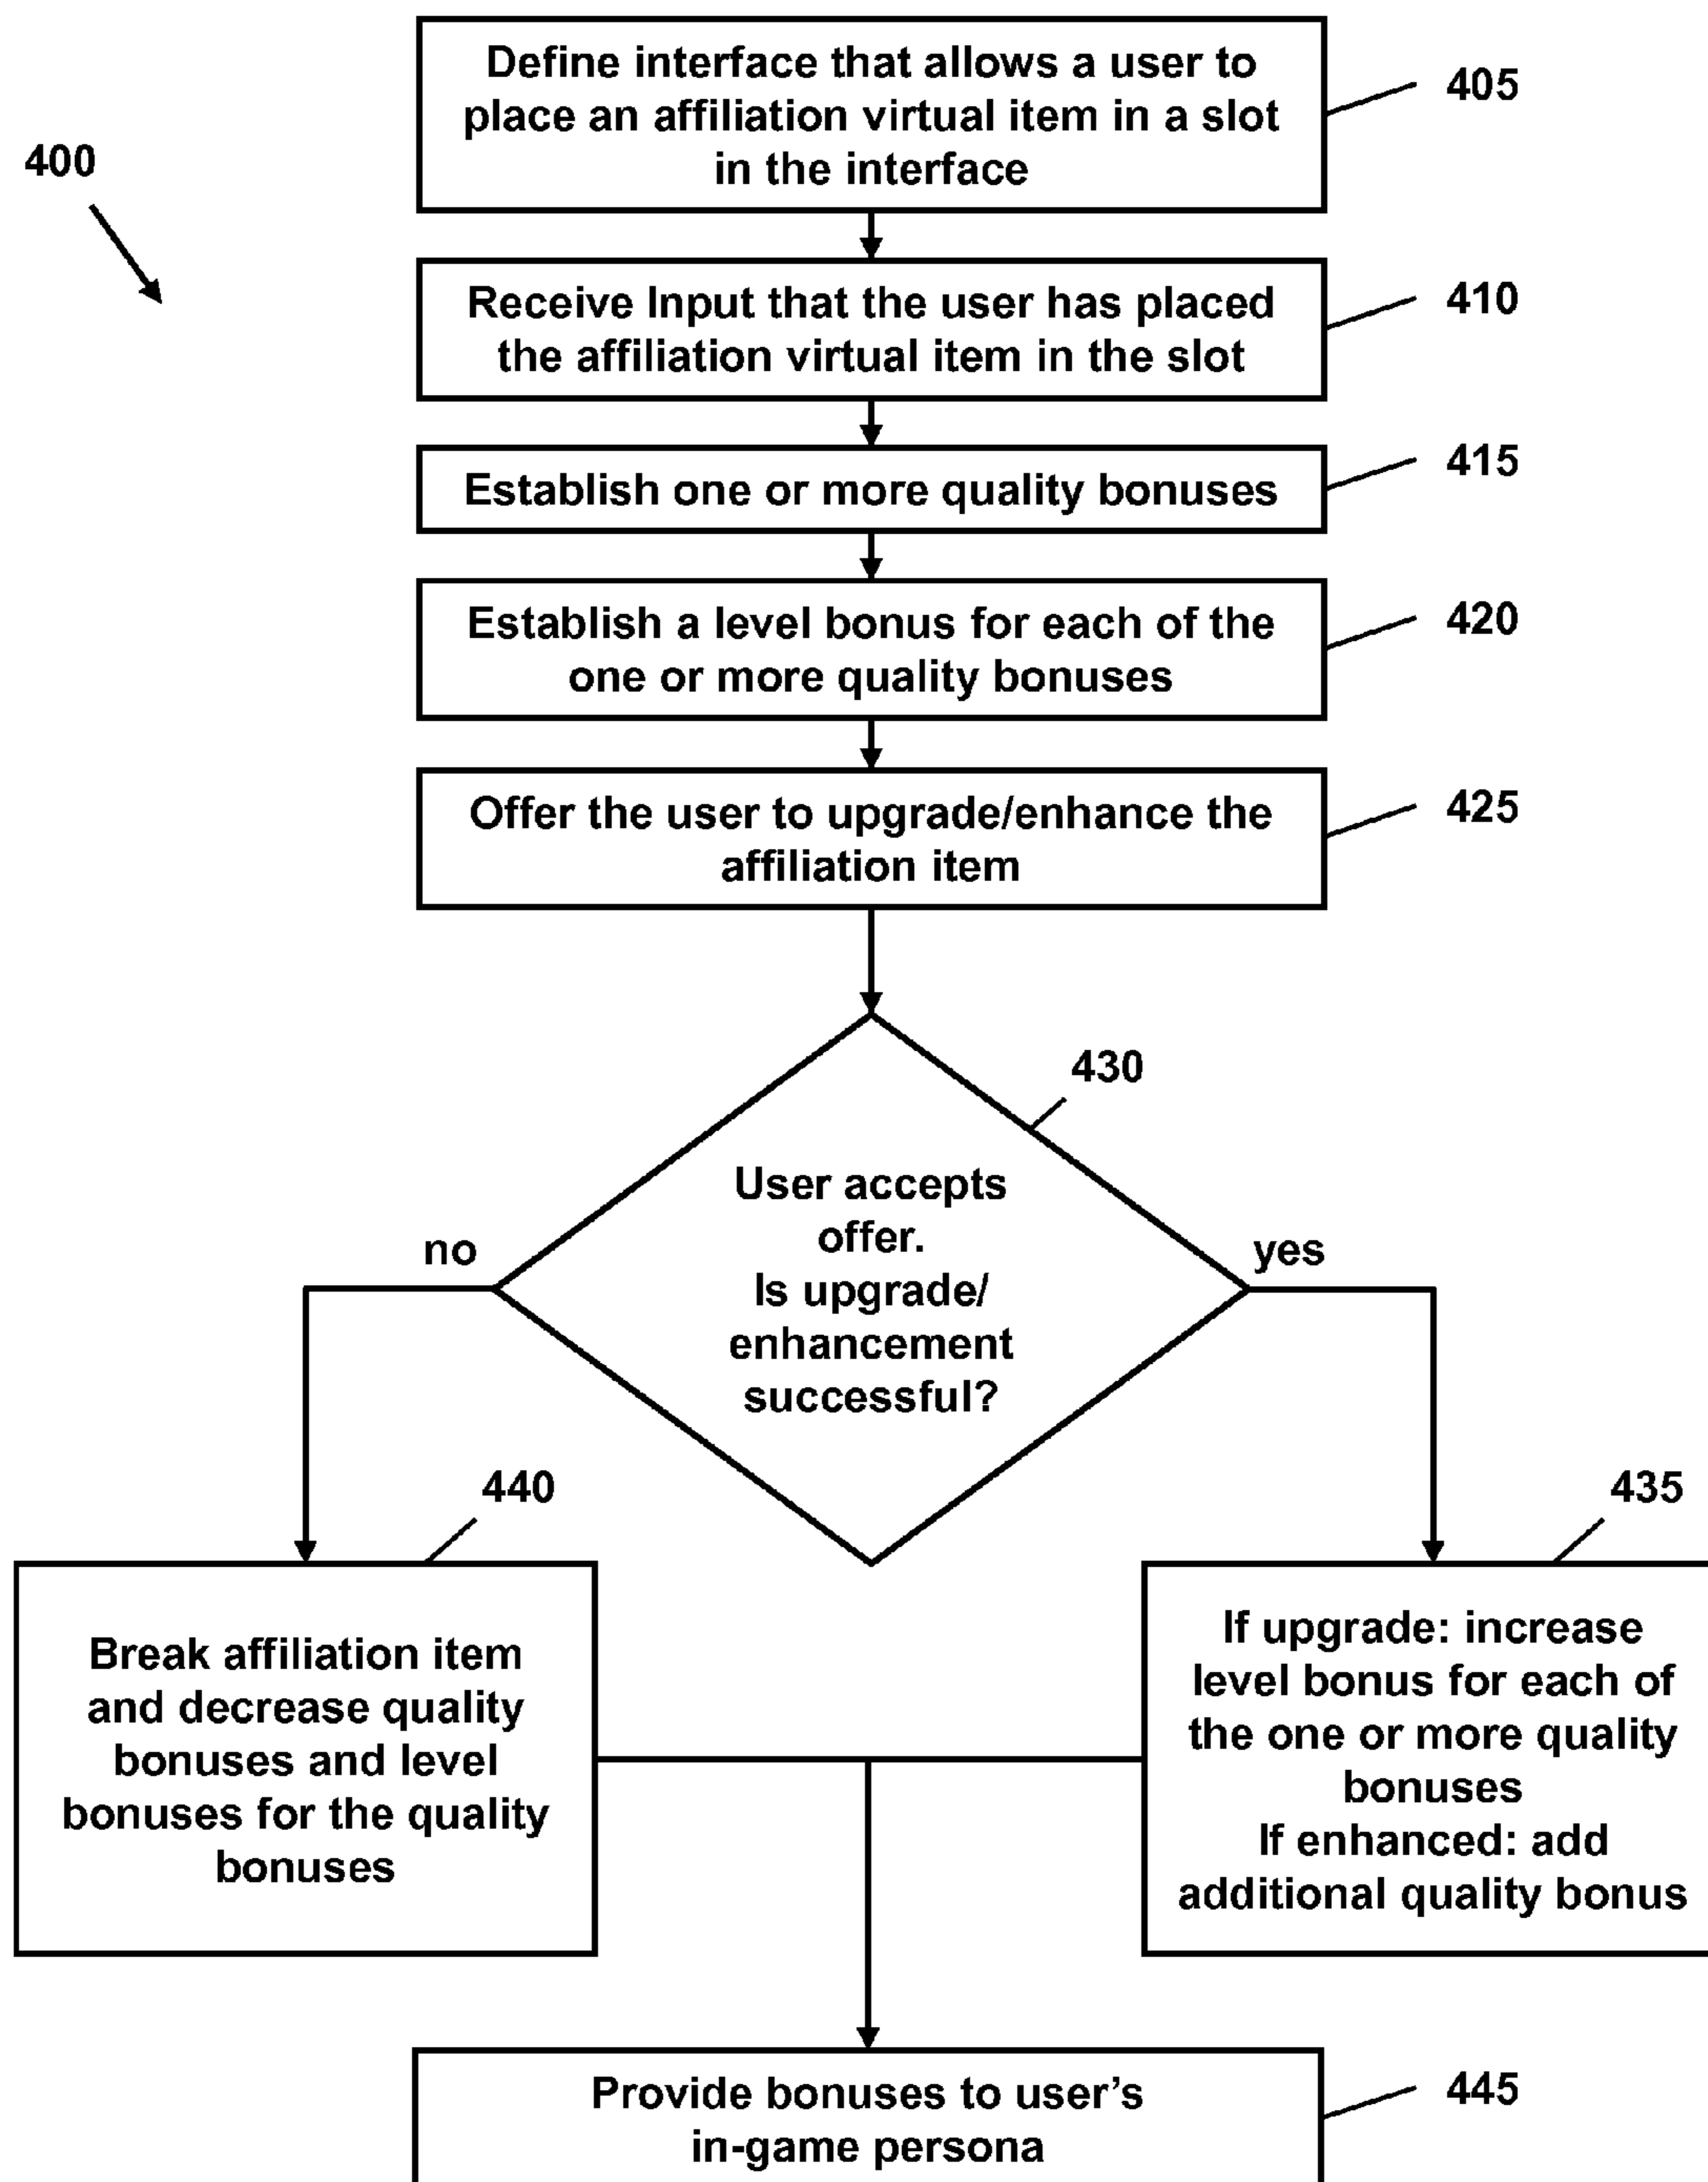 Define interface that allows a user to
place an affiliation virtual item in a slot
in the interface
405
400
Receive Input that the user has placed
the affiliation virtual item in the slot
410
Establish one or more quality bonuses
415
Establish a level bonus for each of the
one or more quality bonuses
420
Offer the user to upgrade/enhance the
affiliation item
425
430
User accepts
offer.
Is upgrade/
enhancement
successful?
no
yes
440
435
Break affiliation item
and decrease quality
bonuses and level
bonuses for the quality
bonuses
If upgrade: increase
level bonus for each of
the one or more quality
bonuses
If enhanced: add
additional quality bonus
Provide bonuses to user’s
in-game persona
445